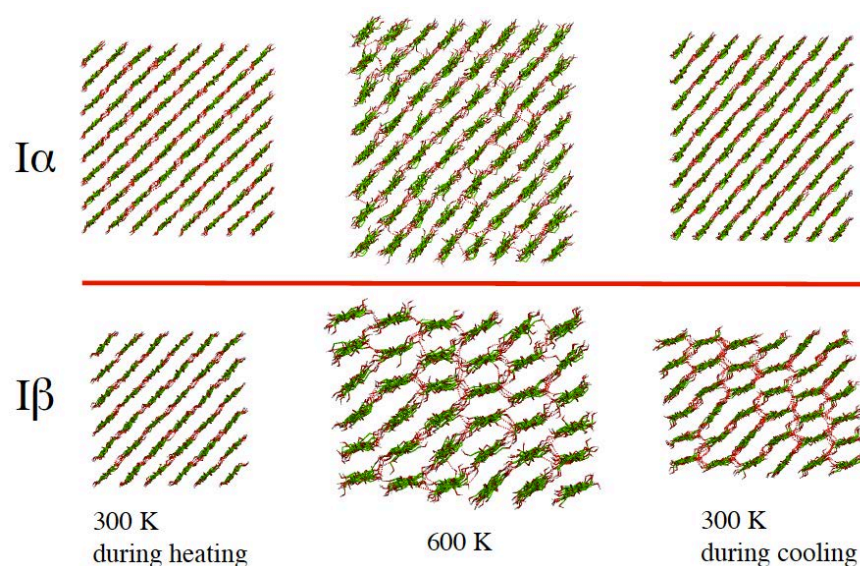 Iα
Iβ
300 K
during heating
600 K
300 K
during cooling